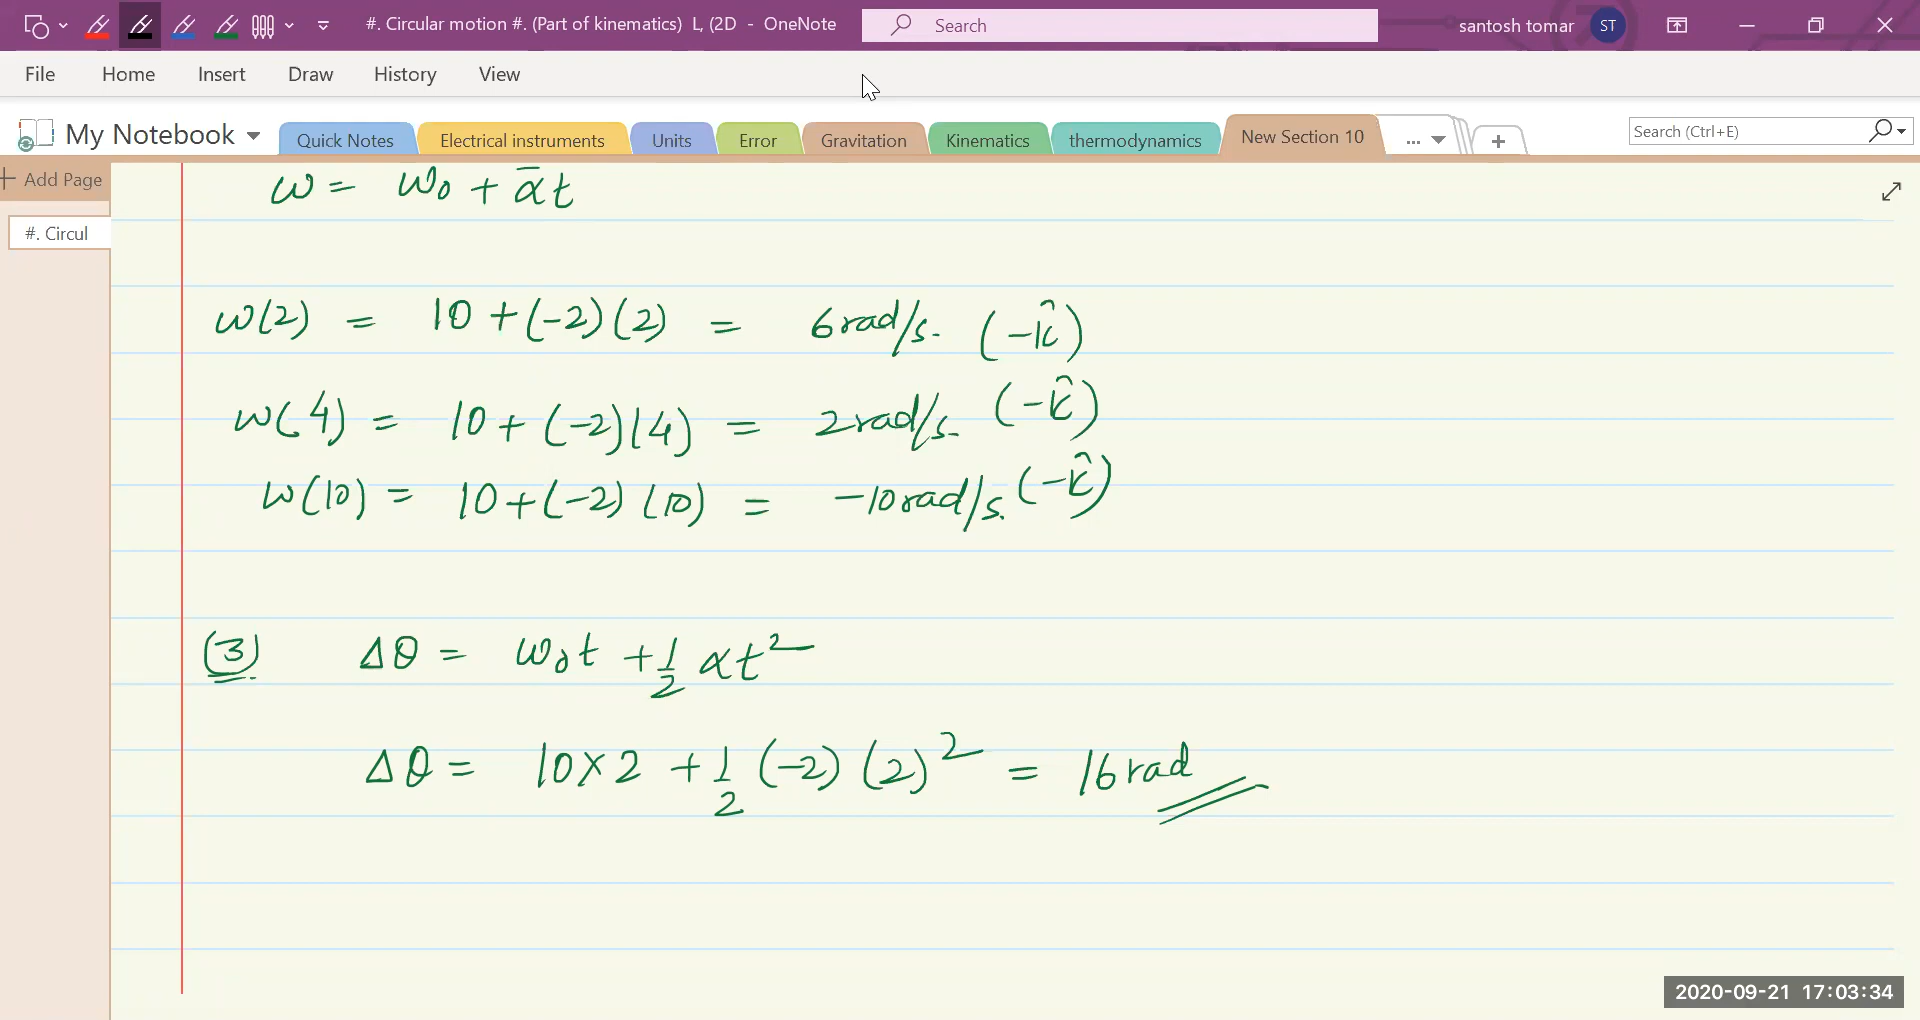 #. Circular motion #. (Part of kinematics) L, (2D - OneNote
Search
santosh tomar ST
File Home Insert Draw History View
My Notebook
Quick Notes Electrical instruments Units Error Gravitation Kinematics thermodynamics New Section 10 ... +
Search (Ctrl+E)
+ Add Page
#. Circul
ω = ω₀ + ᾱt
ω(2) = 10 + (-2)(2) = 6 rad/s. (-k̂)
ω(4) = 10 + (-2)(4) = 2 rad/s. (-k̂)
ω(10) = 10 + (-2)(10) = -10 rad/s. (-k̂)
(3) Δθ = ω₀t + 1/2 αt²
Δθ = 10 × 2 + 1/2 (-2)(2)² = 16 rad
2020-09-21 17:03:34